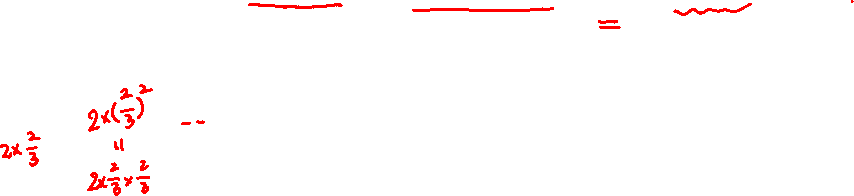 =
2×(2/3)² --
2×2/3 "
2×2/3×2/3